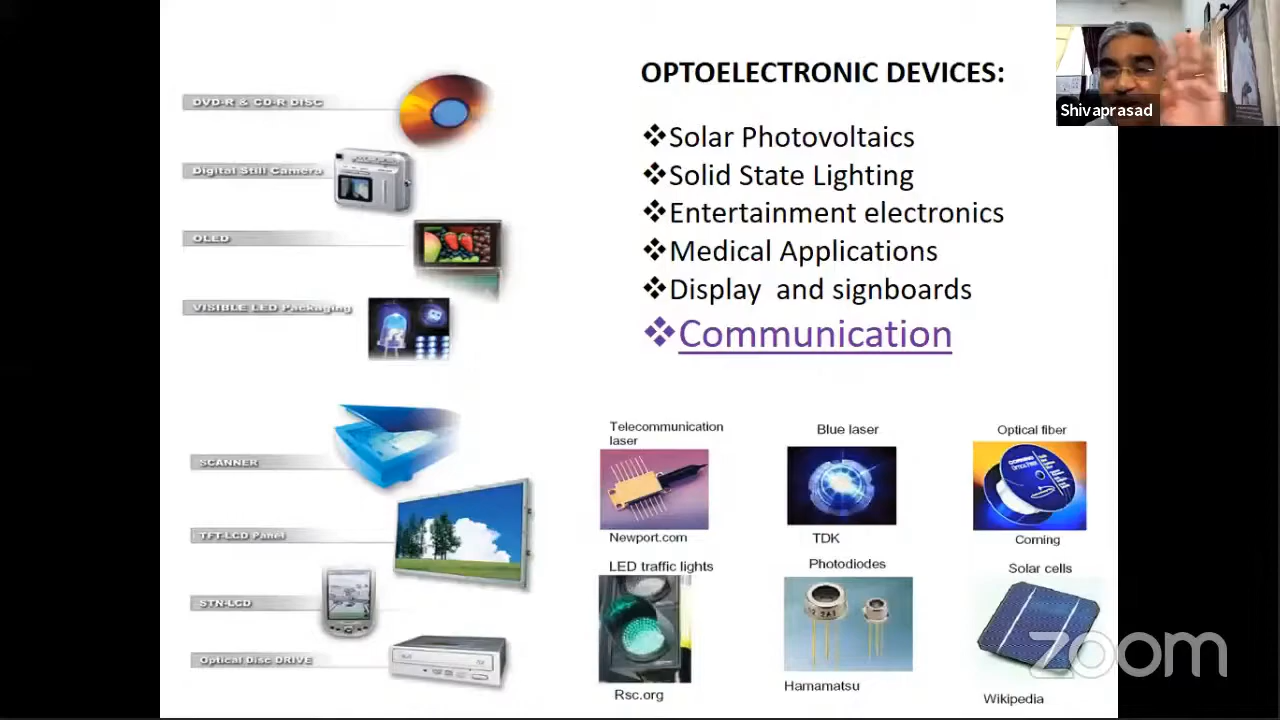 OPTOELECTRONIC DEVICES:
❖Solar Photovoltaics
❖Solid State Lighting
❖Entertainment electronics
❖Medical Applications
❖Display and signboards
❖Communication
Shivaprasad
DVD-R & CD-R DISC
Digital Still Camera
OLED
VISIBLE LED Packaging
SCANNER
TFT-LCD Panel
STN-LCD
Optical Disc DRIVE
Telecommunication
laser
Newport.com
Blue laser
TDK
Optical fiber
CORNING
Corning
LED traffic lights
Rsc.org
Photodiodes
Hamamatsu
Solar cells
Wikipedia
zoom